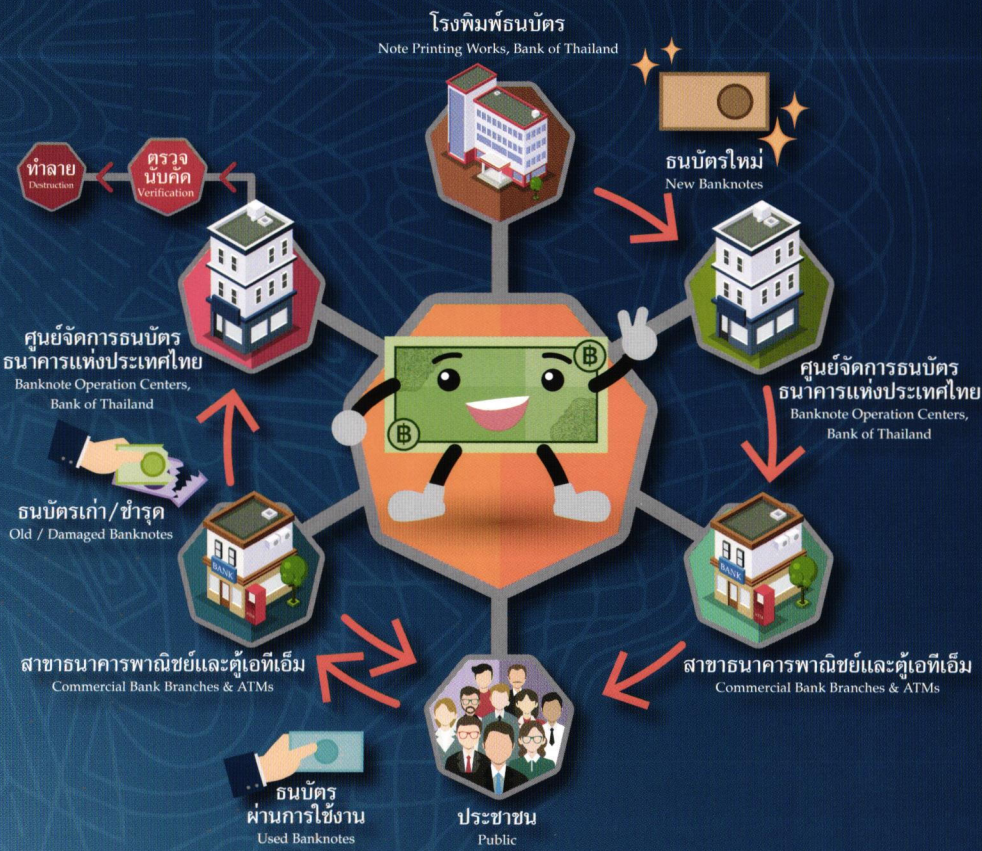 โรงพิมพ์ธนบัตร
Note Printing Works, Bank of Thailand
ธนบัตรใหม่
New Banknotes
ศูนย์จัดการธนบัตร
ธนาคารแห่งประเทศไทย
Banknote Operation Centers,
Bank of Thailand
BANK
สาขาธนาคารพาณิชย์และตู้เอทีเอ็ม
Commercial Bank Branches & ATMs
ประชาชน
Public
ธนบัตร
ผ่านการใช้งาน
Used Banknotes
BANK
สาขาธนาคารพาณิชย์และตู้เอทีเอ็ม
Commercial Bank Branches & ATMs
ธนบัตรเก่า/ชำรุด
Old / Damaged Banknotes
ศูนย์จัดการธนบัตร
ธนาคารแห่งประเทศไทย
Banknote Operation Centers,
Bank of Thailand
ตรวจ
นับคัด
Verification
ทำลาย
Destruction
฿
฿